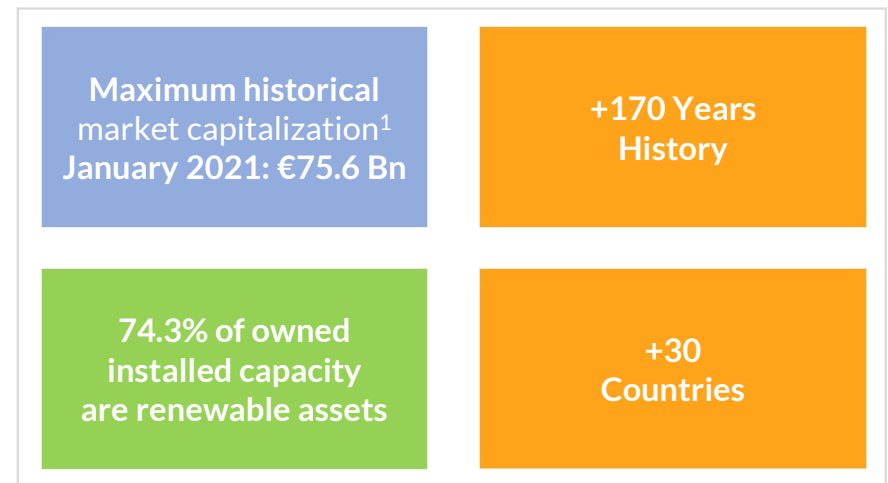 Maximum historical
market capitalization¹
January 2021: €75.6 Bn
+170 Years
History
74.3% of owned
installed capacity
are renewable assets
+30
Countries